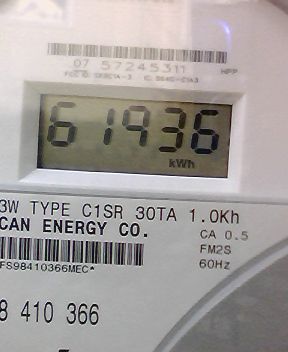 07 57245311
HPP
61936
kWh
3W TYPE C1SR 30TA 1.0Kh
CAN ENERGY CO.
CA 0.5
FM2S
60Hz
FS98410366MEC*
8 410 366